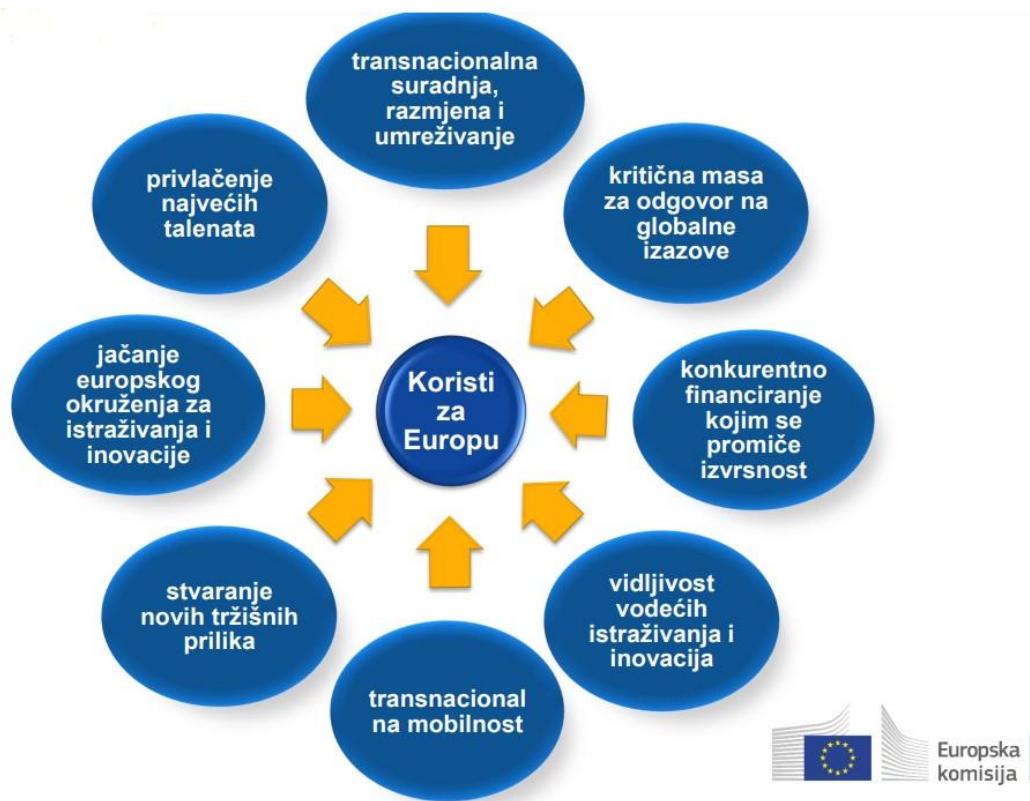 transnacionalna
suradnja,
razmjena i
umreživanje
kritična masa
za odgovor na
globalne
izazove
konkurentno
financiranje
kojim se
promiče
izvrsnost
vidljivost
vodećih
istraživanja i
inovacija
transnacional
na mobilnost
stvaranje
novih tržišnih
prilika
jačanje
europskog
okruženja za
istraživanja i
inovacije
privlačenje
najvećih
talenata
Koristi
za
Europu
Europska
komisija